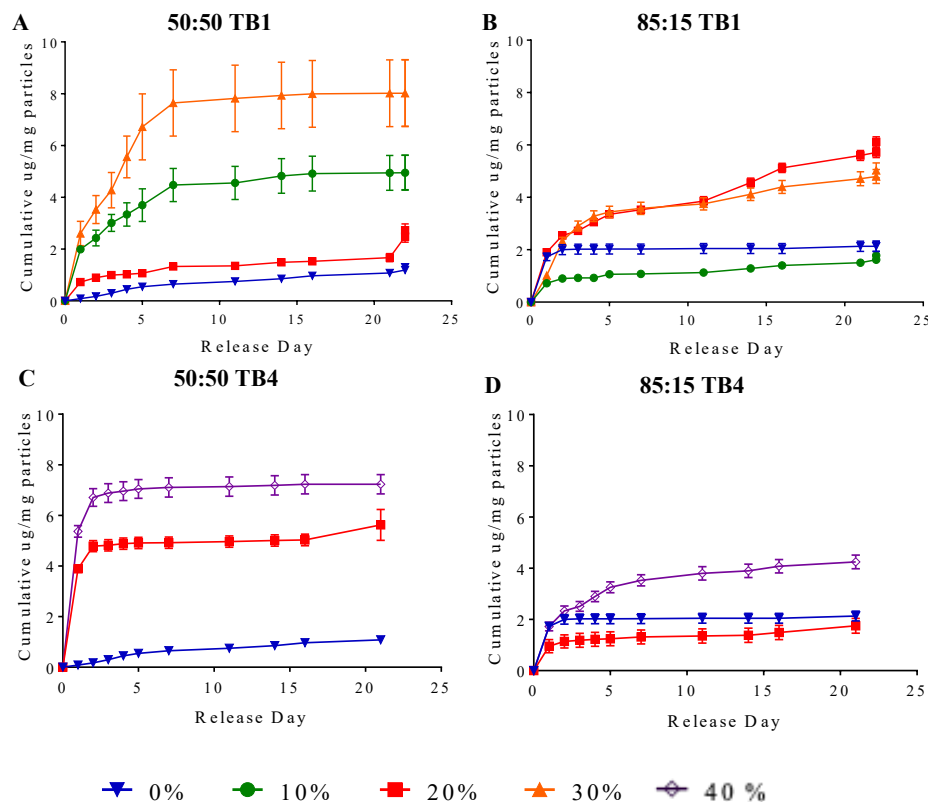 A
50:50 TB1
Cumulative ug/mg particles
10
8
6
4
2
0
0 5 10 15 20 25
Release Day
B
85:15 TB1
Cumulative ug/mg particles
10
8
6
4
2
0
0 5 10 15 20 25
Release Day
C
50:50 TB4
Cumulative ug/mg particles
10
8
6
4
2
0
0 5 10 15 20 25
Release Day
D
85:15 TB4
Cumulative ug/mg particles
10
8
6
4
2
0
0 5 10 15 20 25
Release Day
0% 10% 20% 30% 40 %